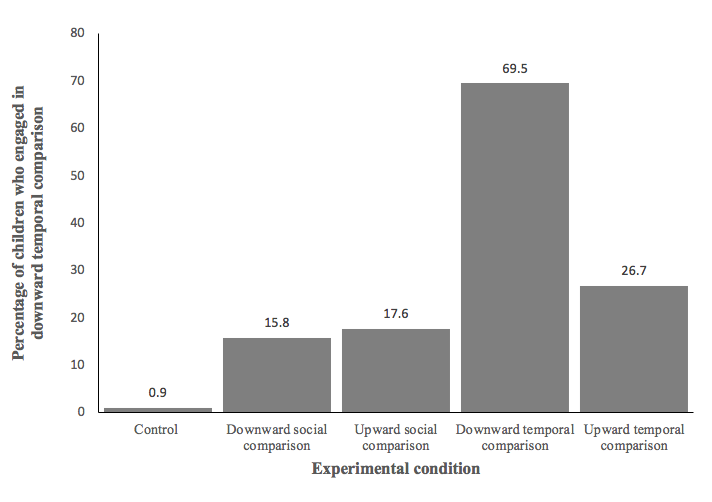 Percentage of children who engaged in
downward temporal comparison
80
70
60
50
40
30
20
10
0
0.9
15.8
17.6
69.5
26.7
Control
Downward social
comparison
Upward social
comparison
Downward temporal
comparison
Upward temporal
comparison
Experimental condition